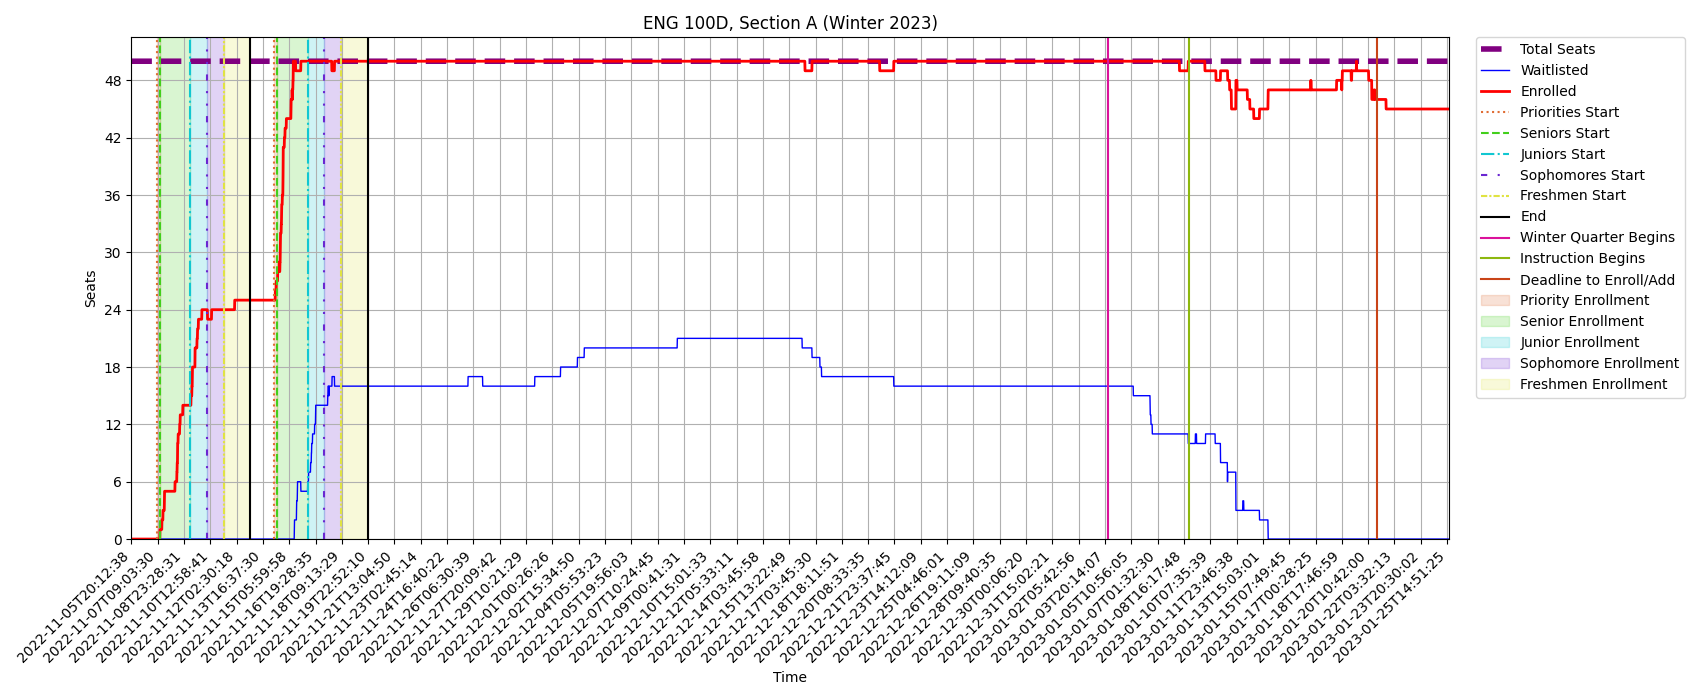 ENG 100D, Section A (Winter 2023)
Seats
48
42
36
30
24
18
12
6
0
2022-11-05T20:12:38
2022-11-07T09:03:30
2022-11-08T23:28:31
2022-11-10T12:58:41
2022-11-12T02:30:18
2022-11-13T16:37:30
2022-11-15T05:59:58
2022-11-16T19:28:35
2022-11-18T09:13:29
2022-11-19T22:52:10
2022-11-21T13:04:50
2022-11-23T02:45:14
2022-11-24T16:40:22
2022-11-26T06:30:39
2022-11-27T20:09:42
2022-11-29T10:21:29
2022-12-01T00:26:26
2022-12-02T15:34:50
2022-12-04T05:53:23
2022-12-05T19:56:03
2022-12-07T10:24:45
2022-12-09T00:41:31
2022-12-10T15:01:33
2022-12-12T05:33:11
2022-12-14T03:45:58
2022-12-15T13:22:49
2022-12-17T03:45:30
2022-12-18T18:11:51
2022-12-20T08:33:35
2022-12-21T23:37:45
2022-12-23T14:12:09
2022-12-25T04:46:01
2022-12-26T19:11:09
2022-12-28T09:40:35
2022-12-30T00:06:20
2022-12-31T15:02:21
2023-01-02T05:42:56
2023-01-03T20:14:07
2023-01-05T10:56:05
2023-01-07T01:32:30
2023-01-08T16:17:48
2023-01-10T07:35:39
2023-01-11T23:46:38
2023-01-13T15:03:01
2023-01-15T07:49:45
2023-01-17T00:28:25
2023-01-18T17:46:59
2023-01-20T10:42:00
2023-01-22T03:32:13
2023-01-23T20:30:02
2023-01-25T14:51:25
Time
Total Seats
Waitlisted
Enrolled
Priorities Start
Seniors Start
Juniors Start
Sophomores Start
Freshmen Start
End
Winter Quarter Begins
Instruction Begins
Deadline to Enroll/Add
Priority Enrollment
Senior Enrollment
Junior Enrollment
Sophomore Enrollment
Freshmen Enrollment